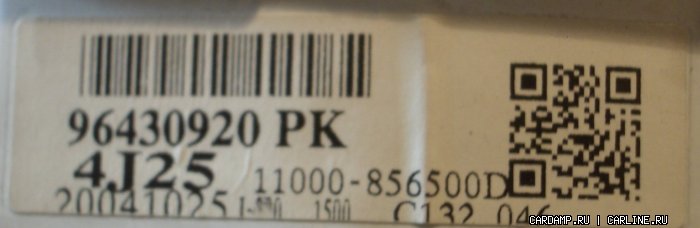 96430920 PK
4J25 11000-856500D
20041025 1500 C132 046
CARDAMP.RU | CARLINE.RU